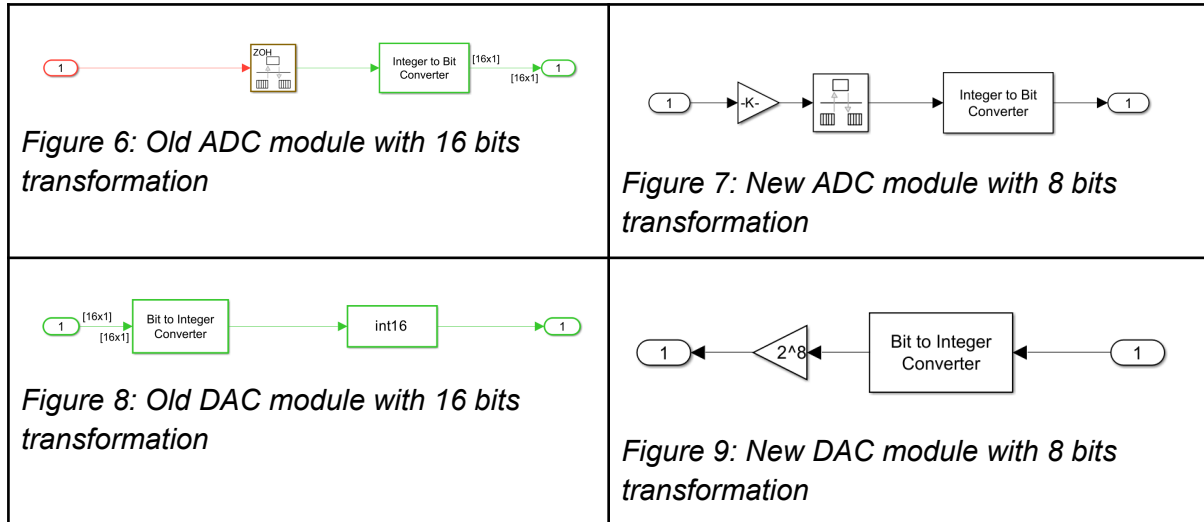 1
ZOH
Integer to Bit
Converter
[16x1]
[16x1]
1
Figure 6: Old ADC module with 16 bits
transformation
1
-K-
Integer to Bit
Converter
1
Figure 7: New ADC module with 8 bits
transformation
1
[16x1]
[16x1]
Bit to Integer
Converter
int16
1
Figure 8: Old DAC module with 16 bits
transformation
1
2^8
Bit to Integer
Converter
1
Figure 9: New DAC module with 8 bits
transformation